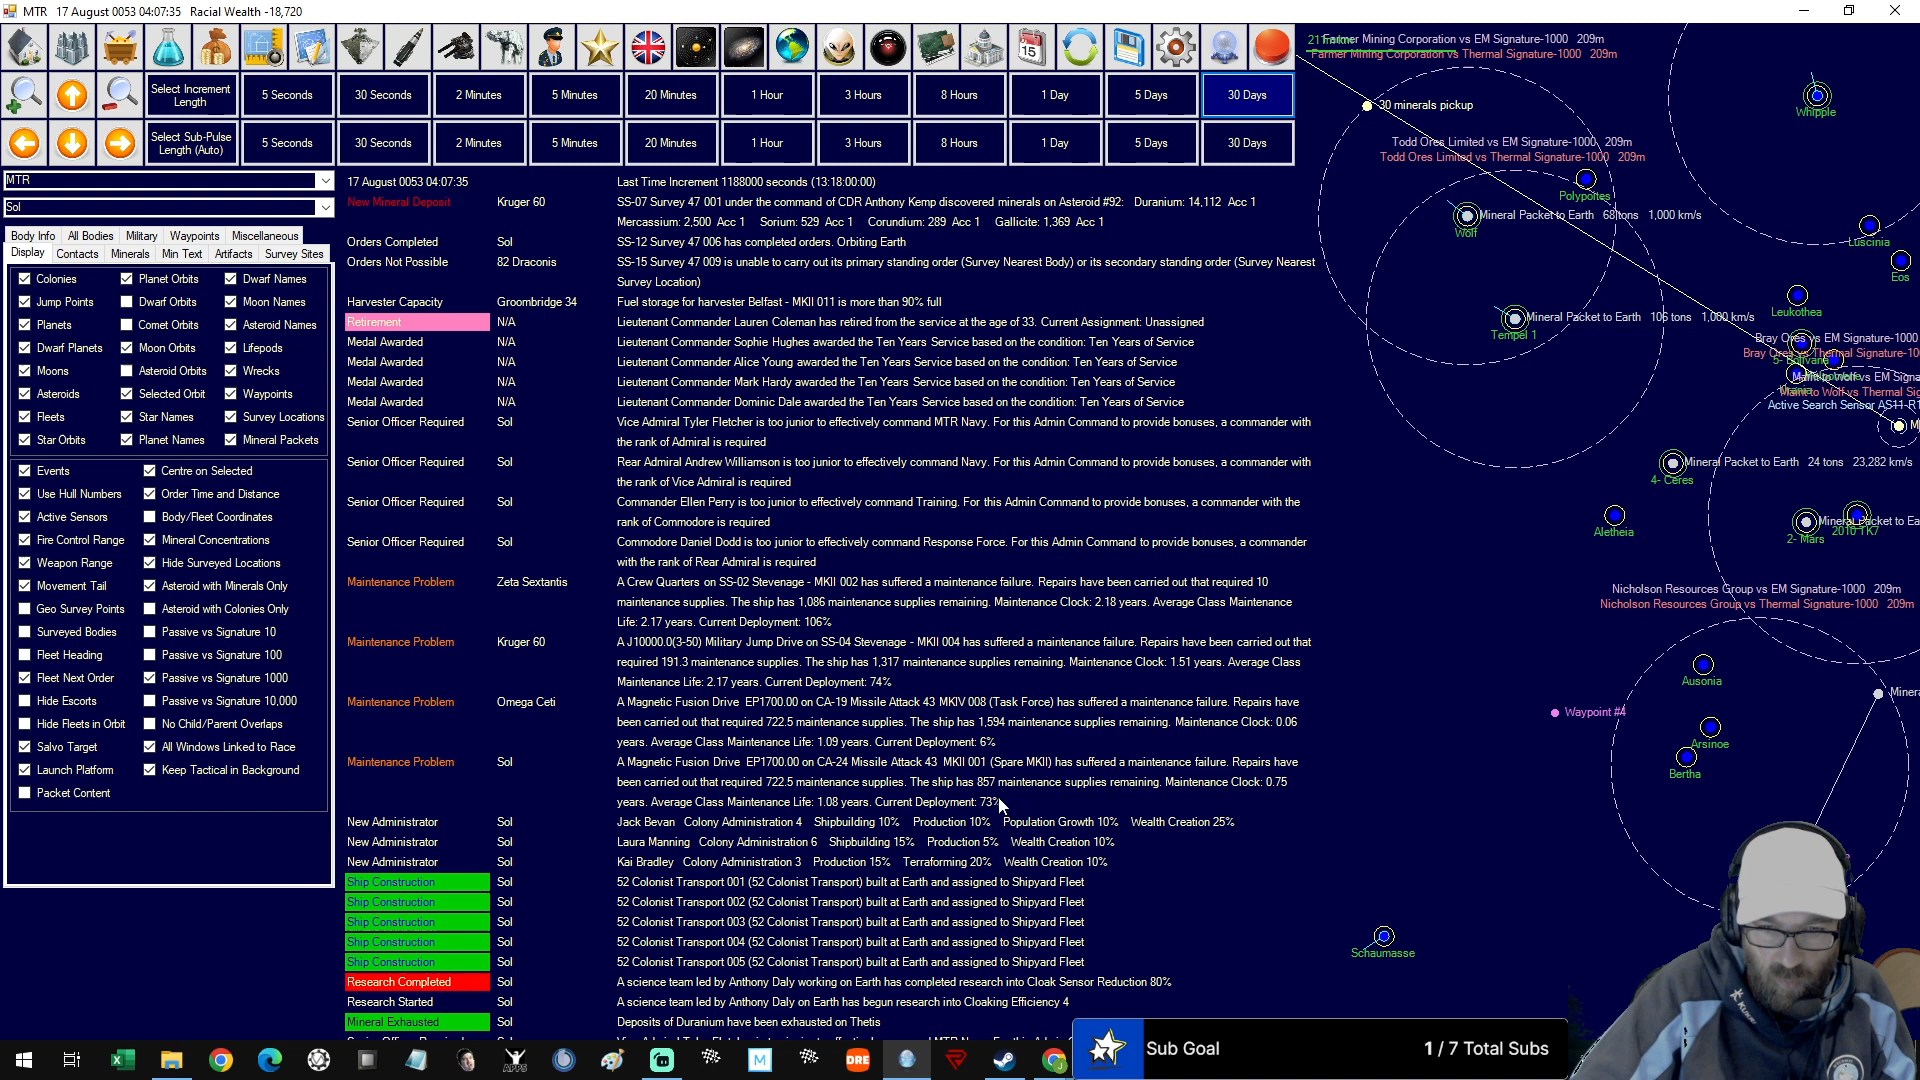 MTR   17 August 0053 04:07:35   Racial Wealth -18,720
Select Increment Length
5 Seconds
30 Seconds
2 Minutes
5 Minutes
20 Minutes
1 Hour
3 Hours
8 Hours
1 Day
5 Days
30 Days
Select Sub-Pulse Length (Auto)
5 Seconds
30 Seconds
2 Minutes
5 Minutes
20 Minutes
1 Hour
3 Hours
8 Hours
1 Day
5 Days
30 Days
MTR
Sol
Body Info   All Bodies   Military   Waypoints   Miscellaneous
Display   Contacts   Minerals   Min Text   Artifacts   Survey Sites
Colonies   Planet Orbits   Dwarf Names
Jump Points   Dwarf Orbits   Moon Names
Planets   Comet Orbits   Asteroid Names
Dwarf Planets   Moon Orbits   Lifepods
Moons   Asteroid Orbits   Wrecks
Asteroids   Selected Orbit   Waypoints
Fleets   Star Names   Survey Locations
Star Orbits   Planet Names   Mineral Packets
Events   Centre on Selected
Use Hull Numbers   Order Time and Distance
Active Sensors   Body/Fleet Coordinates
Fire Control Range   Mineral Concentrations
Weapon Range   Hide Surveyed Locations
Movement Tail   Asteroid with Minerals Only
Geo Survey Points   Asteroid with Colonies Only
Surveyed Bodies   Passive vs Signature 10
Fleet Heading   Passive vs Signature 100
Fleet Next Order   Passive vs Signature 1000
Hide Escorts   Passive vs Signature 10,000
Hide Fleets in Orbit   No Child/Parent Overlaps
Salvo Target   All Windows Linked to Race
Launch Platform   Keep Tactical in Background
Packet Content
17 August 0053 04:07:35   Last Time Increment 1188000 seconds (13:18:00:00)
New Mineral Deposit   Kruger 60   SS-07 Survey 47 001 under the command of CDR Anthony Kemp discovered minerals on Asteroid #92:   Duranium: 14,112  Acc 1
Mercassium: 2,500  Acc 1   Sorium: 529  Acc 1   Corundium: 289  Acc 1   Gallicite: 1,369  Acc 1
Orders Completed   Sol   SS-12 Survey 47 006 has completed orders. Orbiting Earth
Orders Not Possible   82 Draconis   SS-15 Survey 47 009 is unable to carry out its primary standing order (Survey Nearest Body) or its secondary standing order (Survey Nearest
Survey Location)
Harvester Capacity   Groombridge 34   Fuel storage for harvester Belfast - MKII 011 is more than 90% full
Retirement   N/A   Lieutenant Commander Lauren Coleman has retired from the service at the age of 33. Current Assignment: Unassigned
Medal Awarded   N/A   Lieutenant Commander Sophie Hughes awarded the Ten Years Service based on the condition: Ten Years of Service
Medal Awarded   N/A   Lieutenant Commander Alice Young awarded the Ten Years Service based on the condition: Ten Years of Service
Medal Awarded   N/A   Lieutenant Commander Mark Hardy awarded the Ten Years Service based on the condition: Ten Years of Service
Medal Awarded   N/A   Lieutenant Commander Dominic Dale awarded the Ten Years Service based on the condition: Ten Years of Service
Senior Officer Required   Sol   Vice Admiral Tyler Fletcher is too junior to effectively command MTR Navy. For this Admin Command to provide bonuses, a commander with
the rank of Admiral is required
Senior Officer Required   Sol   Rear Admiral Andrew Williamson is too junior to effectively command Navy. For this Admin Command to provide bonuses, a commander with
the rank of Vice Admiral is required
Senior Officer Required   Sol   Commander Ellen Perry is too junior to effectively command Training. For this Admin Command to provide bonuses, a commander with the
rank of Commodore is required
Senior Officer Required   Sol   Commodore Daniel Dodd is too junior to effectively command Response Force. For this Admin Command to provide bonuses, a commander
with the rank of Rear Admiral is required
Maintenance Problem   Zeta Sextantis   A Crew Quarters on SS-02 Stevenage - MKII 002 has suffered a maintenance failure. Repairs have been carried out that required 10
maintenance supplies. The ship has 1,086 maintenance supplies remaining. Maintenance Clock: 2.18 years. Average Class Maintenance
Life: 2.17 years. Current Deployment: 106%
Maintenance Problem   Kruger 60   A J10000.0(3-50) Military Jump Drive on SS-04 Stevenage - MKII 004 has suffered a maintenance failure. Repairs have been carried out that
required 191.3 maintenance supplies. The ship has 1,317 maintenance supplies remaining. Maintenance Clock: 1.51 years. Average Class
Maintenance Life: 2.17 years. Current Deployment: 74%
Maintenance Problem   Omega Ceti   A Magnetic Fusion Drive  EP1700.00 on CA-19 Missile Attack 43  MKIV 008 (Task Force) has suffered a maintenance failure. Repairs have
been carried out that required 722.5 maintenance supplies. The ship has 1,594 maintenance supplies remaining. Maintenance Clock: 0.06
years. Average Class Maintenance Life: 1.09 years. Current Deployment: 6%
Maintenance Problem   Sol   A Magnetic Fusion Drive  EP1700.00 on CA-24 Missile Attack 43  MKII 001 (Spare MKII) has suffered a maintenance failure. Repairs have
been carried out that required 722.5 maintenance supplies. The ship has 857 maintenance supplies remaining. Maintenance Clock: 0.75
years. Average Class Maintenance Life: 1.08 years. Current Deployment: 73%
New Administrator   Sol   Jack Bevan   Colony Administration 4   Shipbuilding 10%   Production 10%   Population Growth 10%   Wealth Creation 25%
New Administrator   Sol   Laura Manning   Colony Administration 6   Shipbuilding 15%   Production 5%   Wealth Creation 10%
New Administrator   Sol   Kai Bradley   Colony Administration 3   Production 15%   Terraforming 20%   Wealth Creation 10%
Ship Construction   Sol   52 Colonist Transport 001 (52 Colonist Transport) built at Earth and assigned to Shipyard Fleet
Ship Construction   Sol   52 Colonist Transport 002 (52 Colonist Transport) built at Earth and assigned to Shipyard Fleet
Ship Construction   Sol   52 Colonist Transport 003 (52 Colonist Transport) built at Earth and assigned to Shipyard Fleet
Ship Construction   Sol   52 Colonist Transport 004 (52 Colonist Transport) built at Earth and assigned to Shipyard Fleet
Ship Construction   Sol   52 Colonist Transport 005 (52 Colonist Transport) built at Earth and assigned to Shipyard Fleet
Research Completed   Sol   A science team led by Anthony Daly working on Earth has completed research into Cloak Sensor Reduction 80%
Research Started   Sol   A science team led by Anthony Daly on Earth has begun research into Cloaking Efficiency 4
Mineral Exhausted   Sol   Deposits of Duranium have been exhausted on Thetis
Farmer Mining Corporation vs EM Signature-1000   209m
Farmer Mining Corporation vs Thermal Signature-1000   209m
30 minerals pickup
Whipple
Todd Ores Limited vs EM Signature-1000   209m
Todd Ores Limited vs Thermal Signature-1000   209m
Polypoites
Mineral Packet to Earth   68 tons   1,000 km/s
Wolf
Luscinia
Eos
Leukothea
Mineral Packet to Earth   106 tons   1,000 km/s
Tempel 1
Bray Ores vs EM Signature-1000
Bray Ores vs Thermal Signature-10
Maint to Wolf vs EM Signa
Maint to Wolf vs Thermal Sig
Active Search Sensor AS11-R1
Mineral Packet to Earth   24 tons   23,282 km/s
4- Ceres
Aletheia
Mineral Packet to Ea
2- Mars
2010 TK7
Nicholson Resources Group vs EM Signature-1000   209m
Nicholson Resources Group vs Thermal Signature-1000   209m
Ausonia
Minera
Waypoint #4
Arsinoe
Bertha
Schaumasse
Sub Goal
1 / 7 Total Subs
APPS
M
DRE